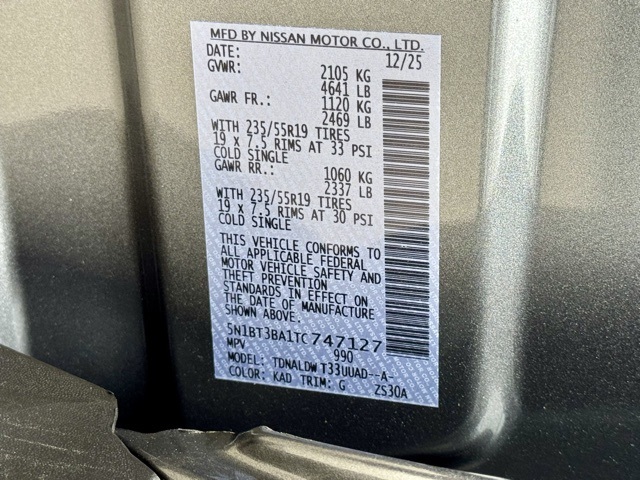 MFD BY NISSAN MOTOR CO., LTD.
DATE: 12/25
GVWR: 2105 KG
4641 LB
GAWR FR.: 1120 KG
2469 LB
WITH 235/55R19 TIRES
19 x 7.5 RIMS AT 33 PSI
COLD SINGLE
GAWR RR.: 1060 KG
2337 LB
WITH 235/55R19 TIRES
19 x 7.5 RIMS AT 30 PSI
COLD SINGLE
THIS VEHICLE CONFORMS TO
ALL APPLICABLE FEDERAL
MOTOR VEHICLE SAFETY AND
THEFT PREVENTION
STANDARDS IN EFFECT ON
THE DATE OF MANUFACTURE
SHOWN ABOVE.
5N1BT3BA1TC747127
MPV 990
MODEL: TDNALDW T33UUAD--A-
COLOR: KAD TRIM: G ZS30A